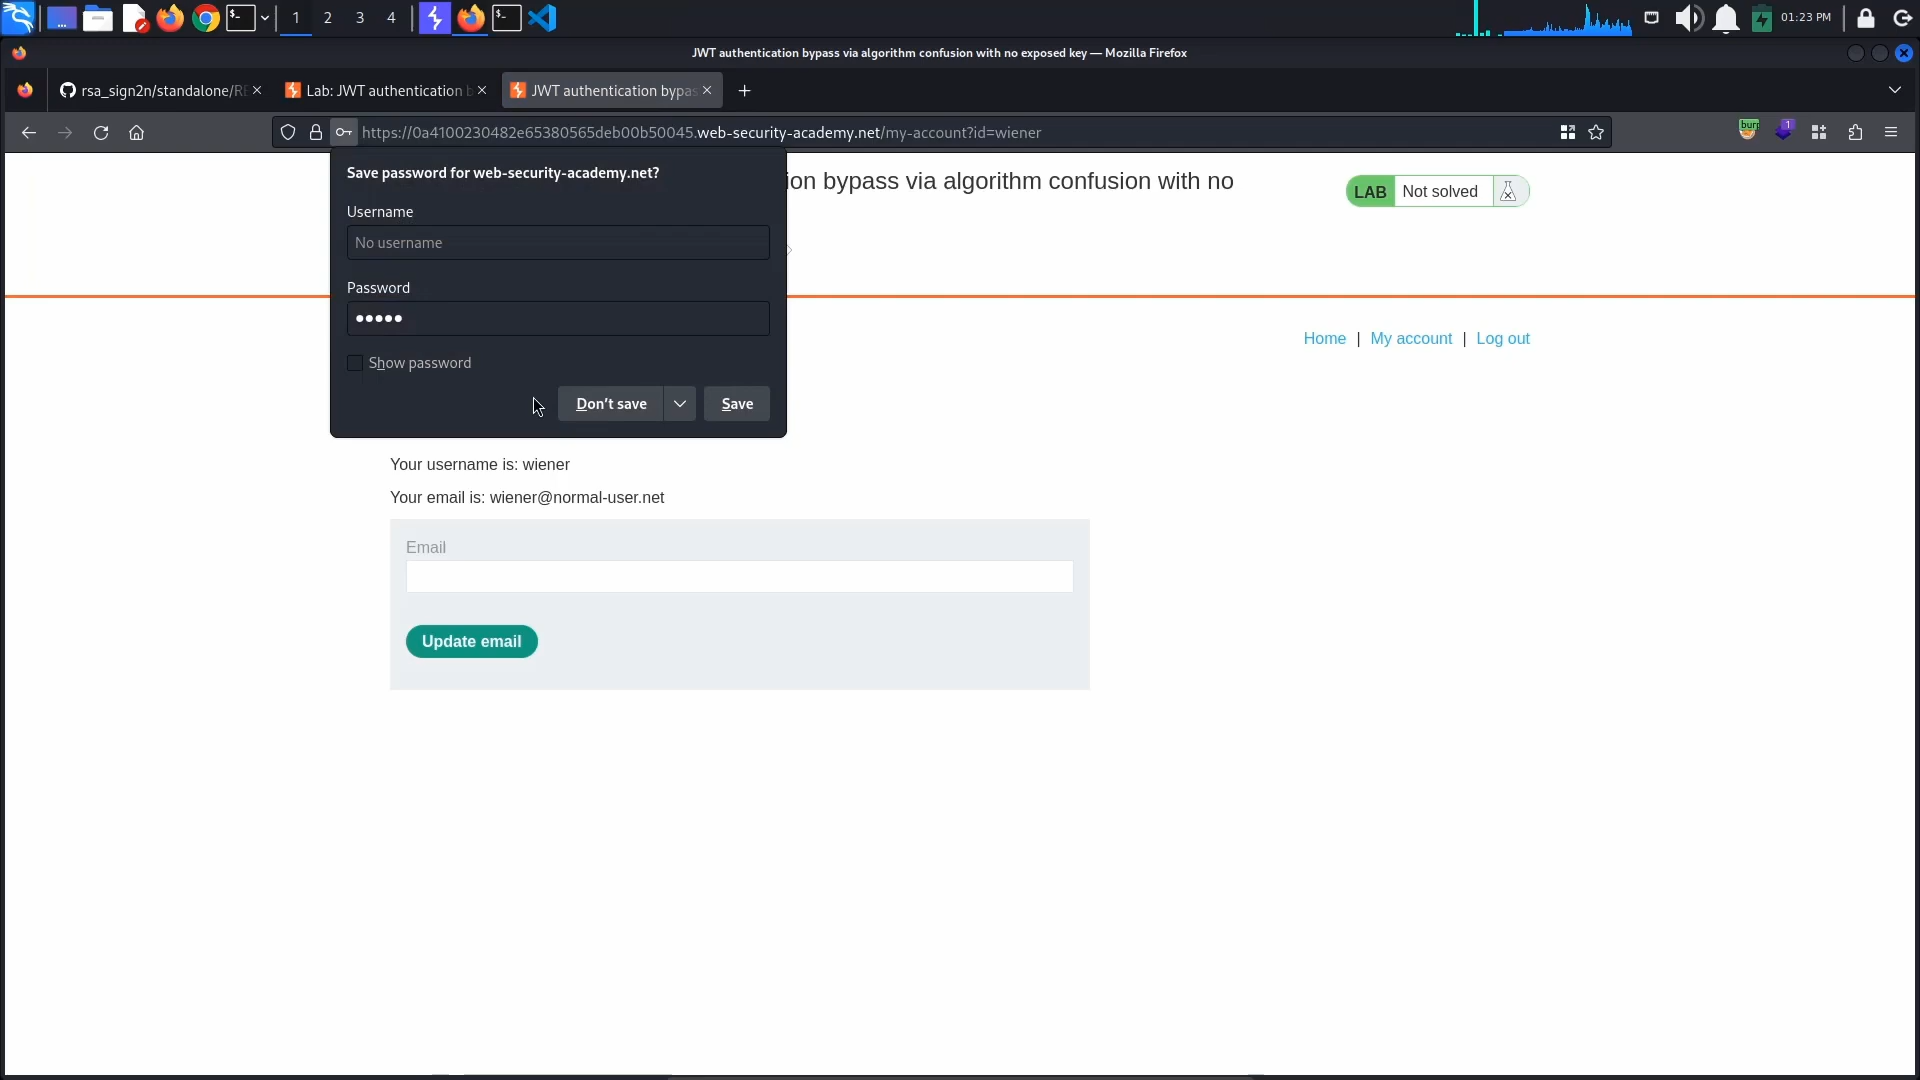 1 2 3 4
01:23 PM
JWT authentication bypass via algorithm confusion with no exposed key — Mozilla Firefox
rsa_sign2n/standalone/RE
Lab: JWT authentication b
JWT authentication bypas
https://0a4100230482e65380565deb00b50045.web-security-academy.net/my-account?id=wiener
burp
1
Save password for web-security-academy.net?
ion bypass via algorithm confusion with no
LAB Not solved
Username
No username
Password
Show password
Don't save
Save
Home | My account | Log out
Your username is: wiener
Your email is: wiener@normal-user.net
Email
Update email